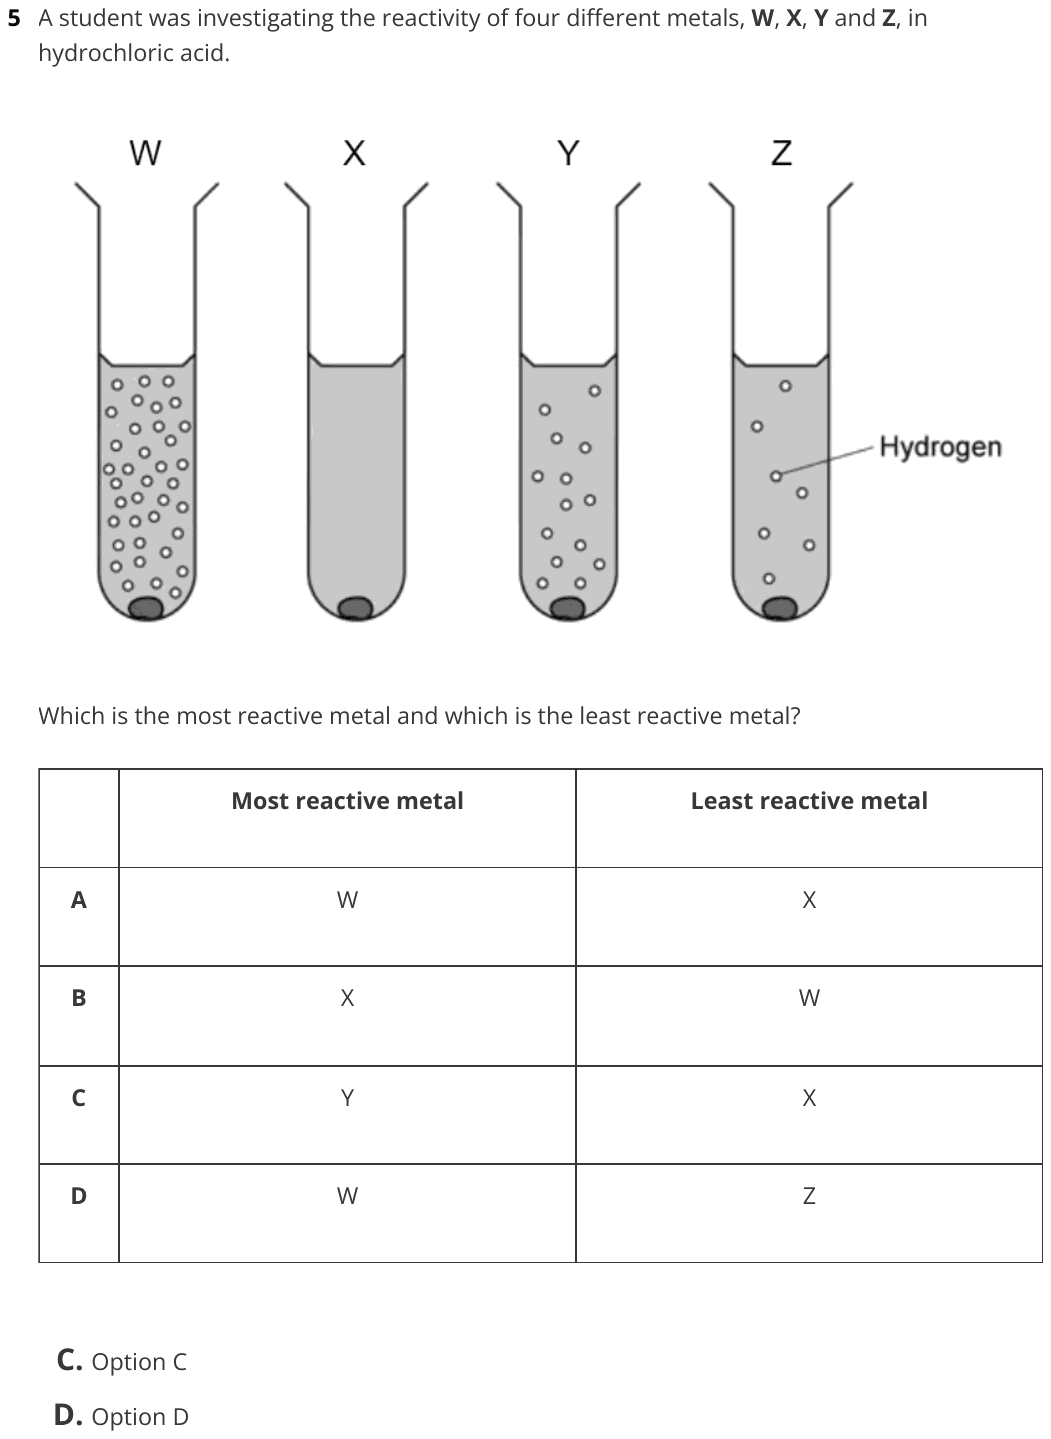 5 A student was investigating the reactivity of four different metals, W, X, Y and Z, in
hydrochloric acid.
W X Y Z
Hydrogen
Which is the most reactive metal and which is the least reactive metal?
Most reactive metal Least reactive metal
A W X
B X W
C Y X
D W Z
C. Option C
D. Option D